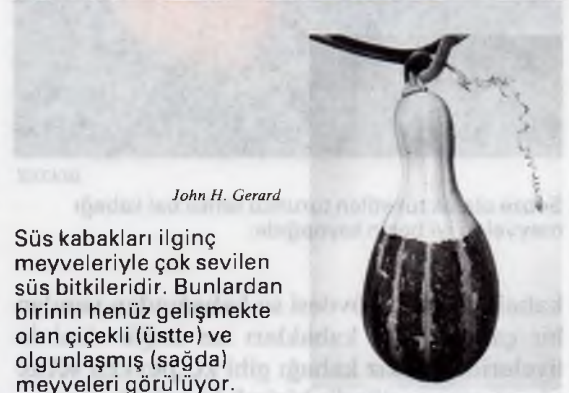 John H. Gerard
Süs kabakları ilginç
meyveleriyle çok sevilen
süs bitkileridir. Bunlardan
birinin henüz gelişmekte
olan çiçekli (üstte) ve
olgunlaşmış (sağda)
meyveleri görülüyor.